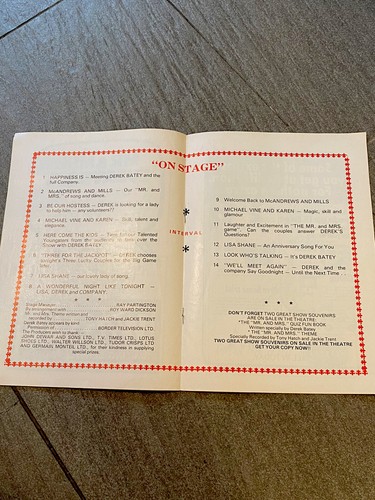 "ON STAGE"
1 HAPPINESS IS — Meeting DEREK BATEY and the
full Company.
2 McANDREWS AND MILLS — Our "MR. and
MRS." of song and dance.
3 BE OUR HOSTESS — DEREK is looking for a lady
to help him — any volunteers?
4 MICHAEL VINE AND KAREN — Skill, talent and
elegance.
5 HERE COME THE KIDS — Two Talented
Youngsters from the audience to take over the
Show with DEREK BATEY.
6 "THREE FOR THE JACKPOT" — DEREK chooses
tonight's Three Lucky Couples for the Big Game
7 LISA SHANE — our lovely lady of song.
8 A WONDERFUL NIGHT LIKE TONIGHT —
LISA, DEREK and COMPANY.
* * *
Stage Manager RAY PARTINGTON
By arrangement with ROY WARD DICKSON.
Mr. and Mrs. Theme written and
recorded by TONY HATCH and JACKIE TRENT
Derek Batey appears by kind
Permission of BORDER TELEVISION LTD.
The Producers wish to thank —
JOHN DENNIS AND SONS LTD., T.V. TIMES LTD., LOTUS
SHOES LTD., WALTER WILLSON LTD., TUDOR CRISPS LTD.
AND GERMAIN MONTEIL LTD., for their kindness in supplying
special prizes.
*
INTERVAL
*
9 Welcome Back to McANDREWS AND MILLS
10 MICHAEL VINE AND KAREN — Magic, skill and
glamour
11 Laughter and Excitement in "THE MR. and MRS.
game". Can the couples answer DEREK'S
Questions?
12 LISA SHANE — An Anniversary Song For You
13 LOOK WHO'S TALKING — It's DEREK BATEY
14 "WE'LL MEET AGAIN" — DEREK and the
company Say Goodnight — Until the Next Time
* * *
DON'T FORGET TWO GREAT SHOW SOUVENIRS
ARE ON SALE IN THE THEATRE:
"THE "MR. AND MRS." QUIZ FUN BOOK
Written specially by Derek Batey
"THE "MR. AND MRS." THEME
Specially Recorded by Tony Hatch and Jackie Trent
TWO GREAT SHOW SOUVENIRS ON SALE IN THE THEATRE
GET YOUR COPY NOW!!